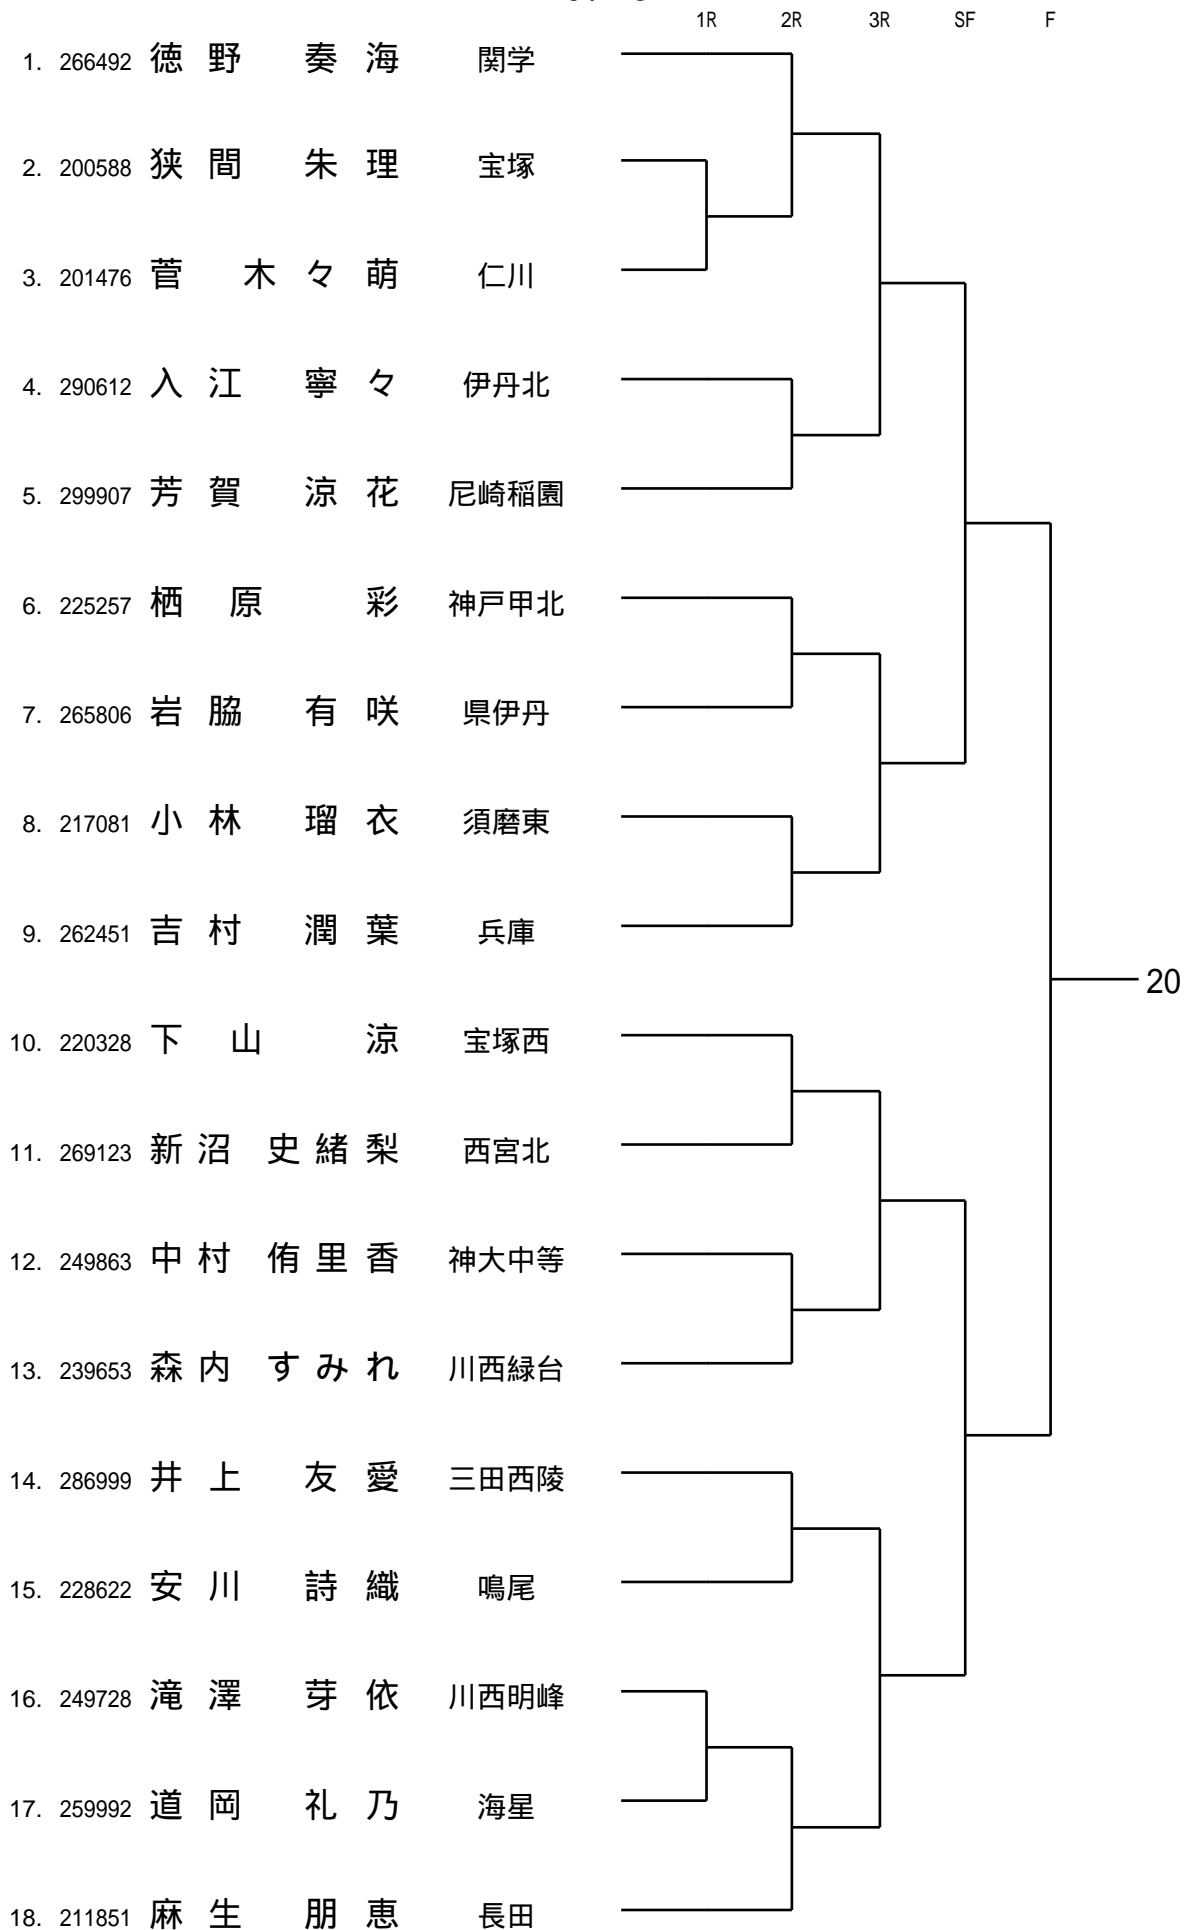 1R 2R 3R SF F
1. 266492 徳野 奏海 関学
2. 200588 狭間 朱理 宝塚
3. 201476 菅 木々萌 仁川
4. 290612 入江 寧々 伊丹北
5. 299907 芳賀 涼花 尼崎稲園
6. 225257 栖原 彩 神戸甲北
7. 265806 岩脇 有咲 県伊丹
8. 217081 小林 瑠衣 須磨東
9. 262451 吉村 潤葉 兵庫
20
10. 220328 下山 涼 宝塚西
11. 269123 新沼 史緒梨 西宮北
12. 249863 中村 侑里香 神大中等
13. 239653 森内 すみれ 川西緑台
14. 286999 井上 友愛 三田西陵
15. 228622 安川 詩織 鳴尾
16. 249728 滝澤 芽依 川西明峰
17. 259992 道岡 礼乃 海星
18. 211851 麻生 朋恵 長田